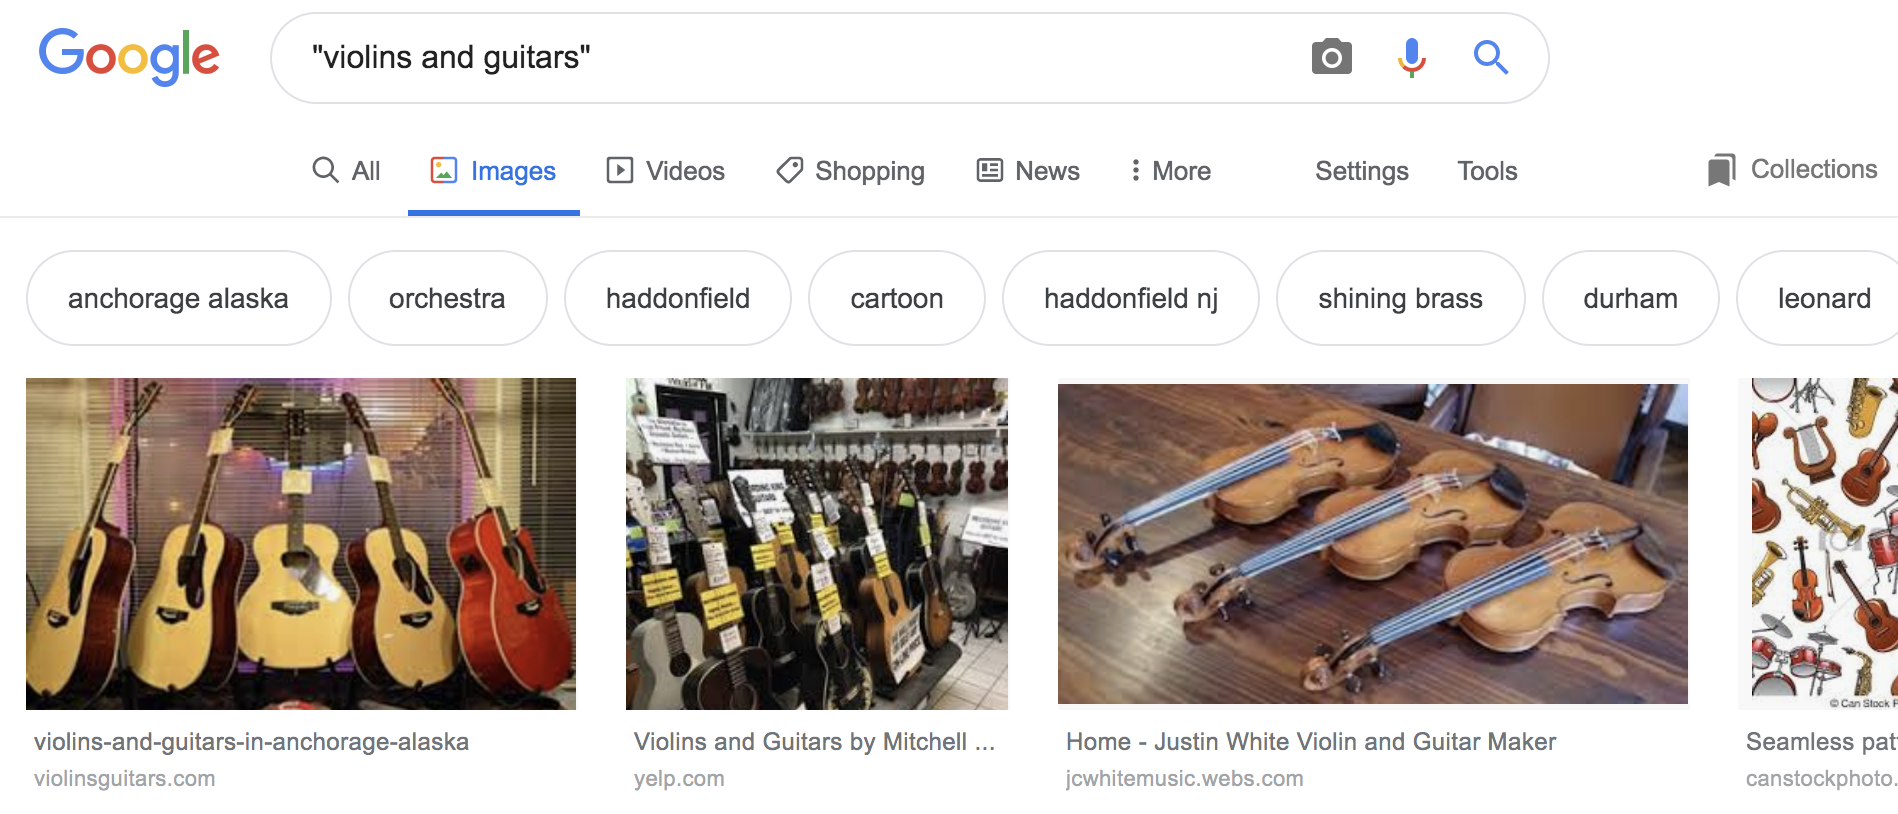 Google
"violins and guitars"
All Images Videos Shopping News More Settings Tools Collections
anchorage alaska orchestra haddonfield cartoon haddonfield nj shining brass durham leonard
violins-and-guitars-in-anchorage-alaska
violinsguitars.com
GUITARS
Violins and Guitars by Mitchell ...
yelp.com
Home - Justin White Violin and Guitar Maker
jcwhitemusic.webs.com
© Can Stock P
Seamless pat
canstockphoto.